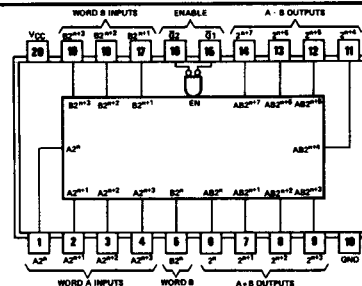 WORD B INPUTS ENABLE A · B OUTPUTS
VCC B2ⁿ⁺³ B2ⁿ⁺² B2ⁿ⁺¹ G̅2 G̅1 2ⁿ⁺⁷ 2ⁿ⁺⁶ 2ⁿ⁺⁵ 2ⁿ⁺⁴
20 19 18 17 16 15 14 13 12 11
B2ⁿ⁺³ B2ⁿ⁺² B2ⁿ⁺¹ EN AB2ⁿ⁺⁷ AB2ⁿ⁺⁶ AB2ⁿ⁺⁵
A2ⁿ AB2ⁿ⁺⁴
A2ⁿ⁺¹ A2ⁿ⁺² A2ⁿ⁺³ B2ⁿ AB2ⁿ AB2ⁿ⁺¹ AB2ⁿ⁺² AB2ⁿ⁺³
1 2 3 4 5 6 7 8 9 10
A2ⁿ A2ⁿ⁺¹ A2ⁿ⁺² A2ⁿ⁺³ B2ⁿ 2ⁿ 2ⁿ⁺¹ 2ⁿ⁺² 2ⁿ⁺³ GND
WORD A INPUTS WORD B A·B OUTPUTS